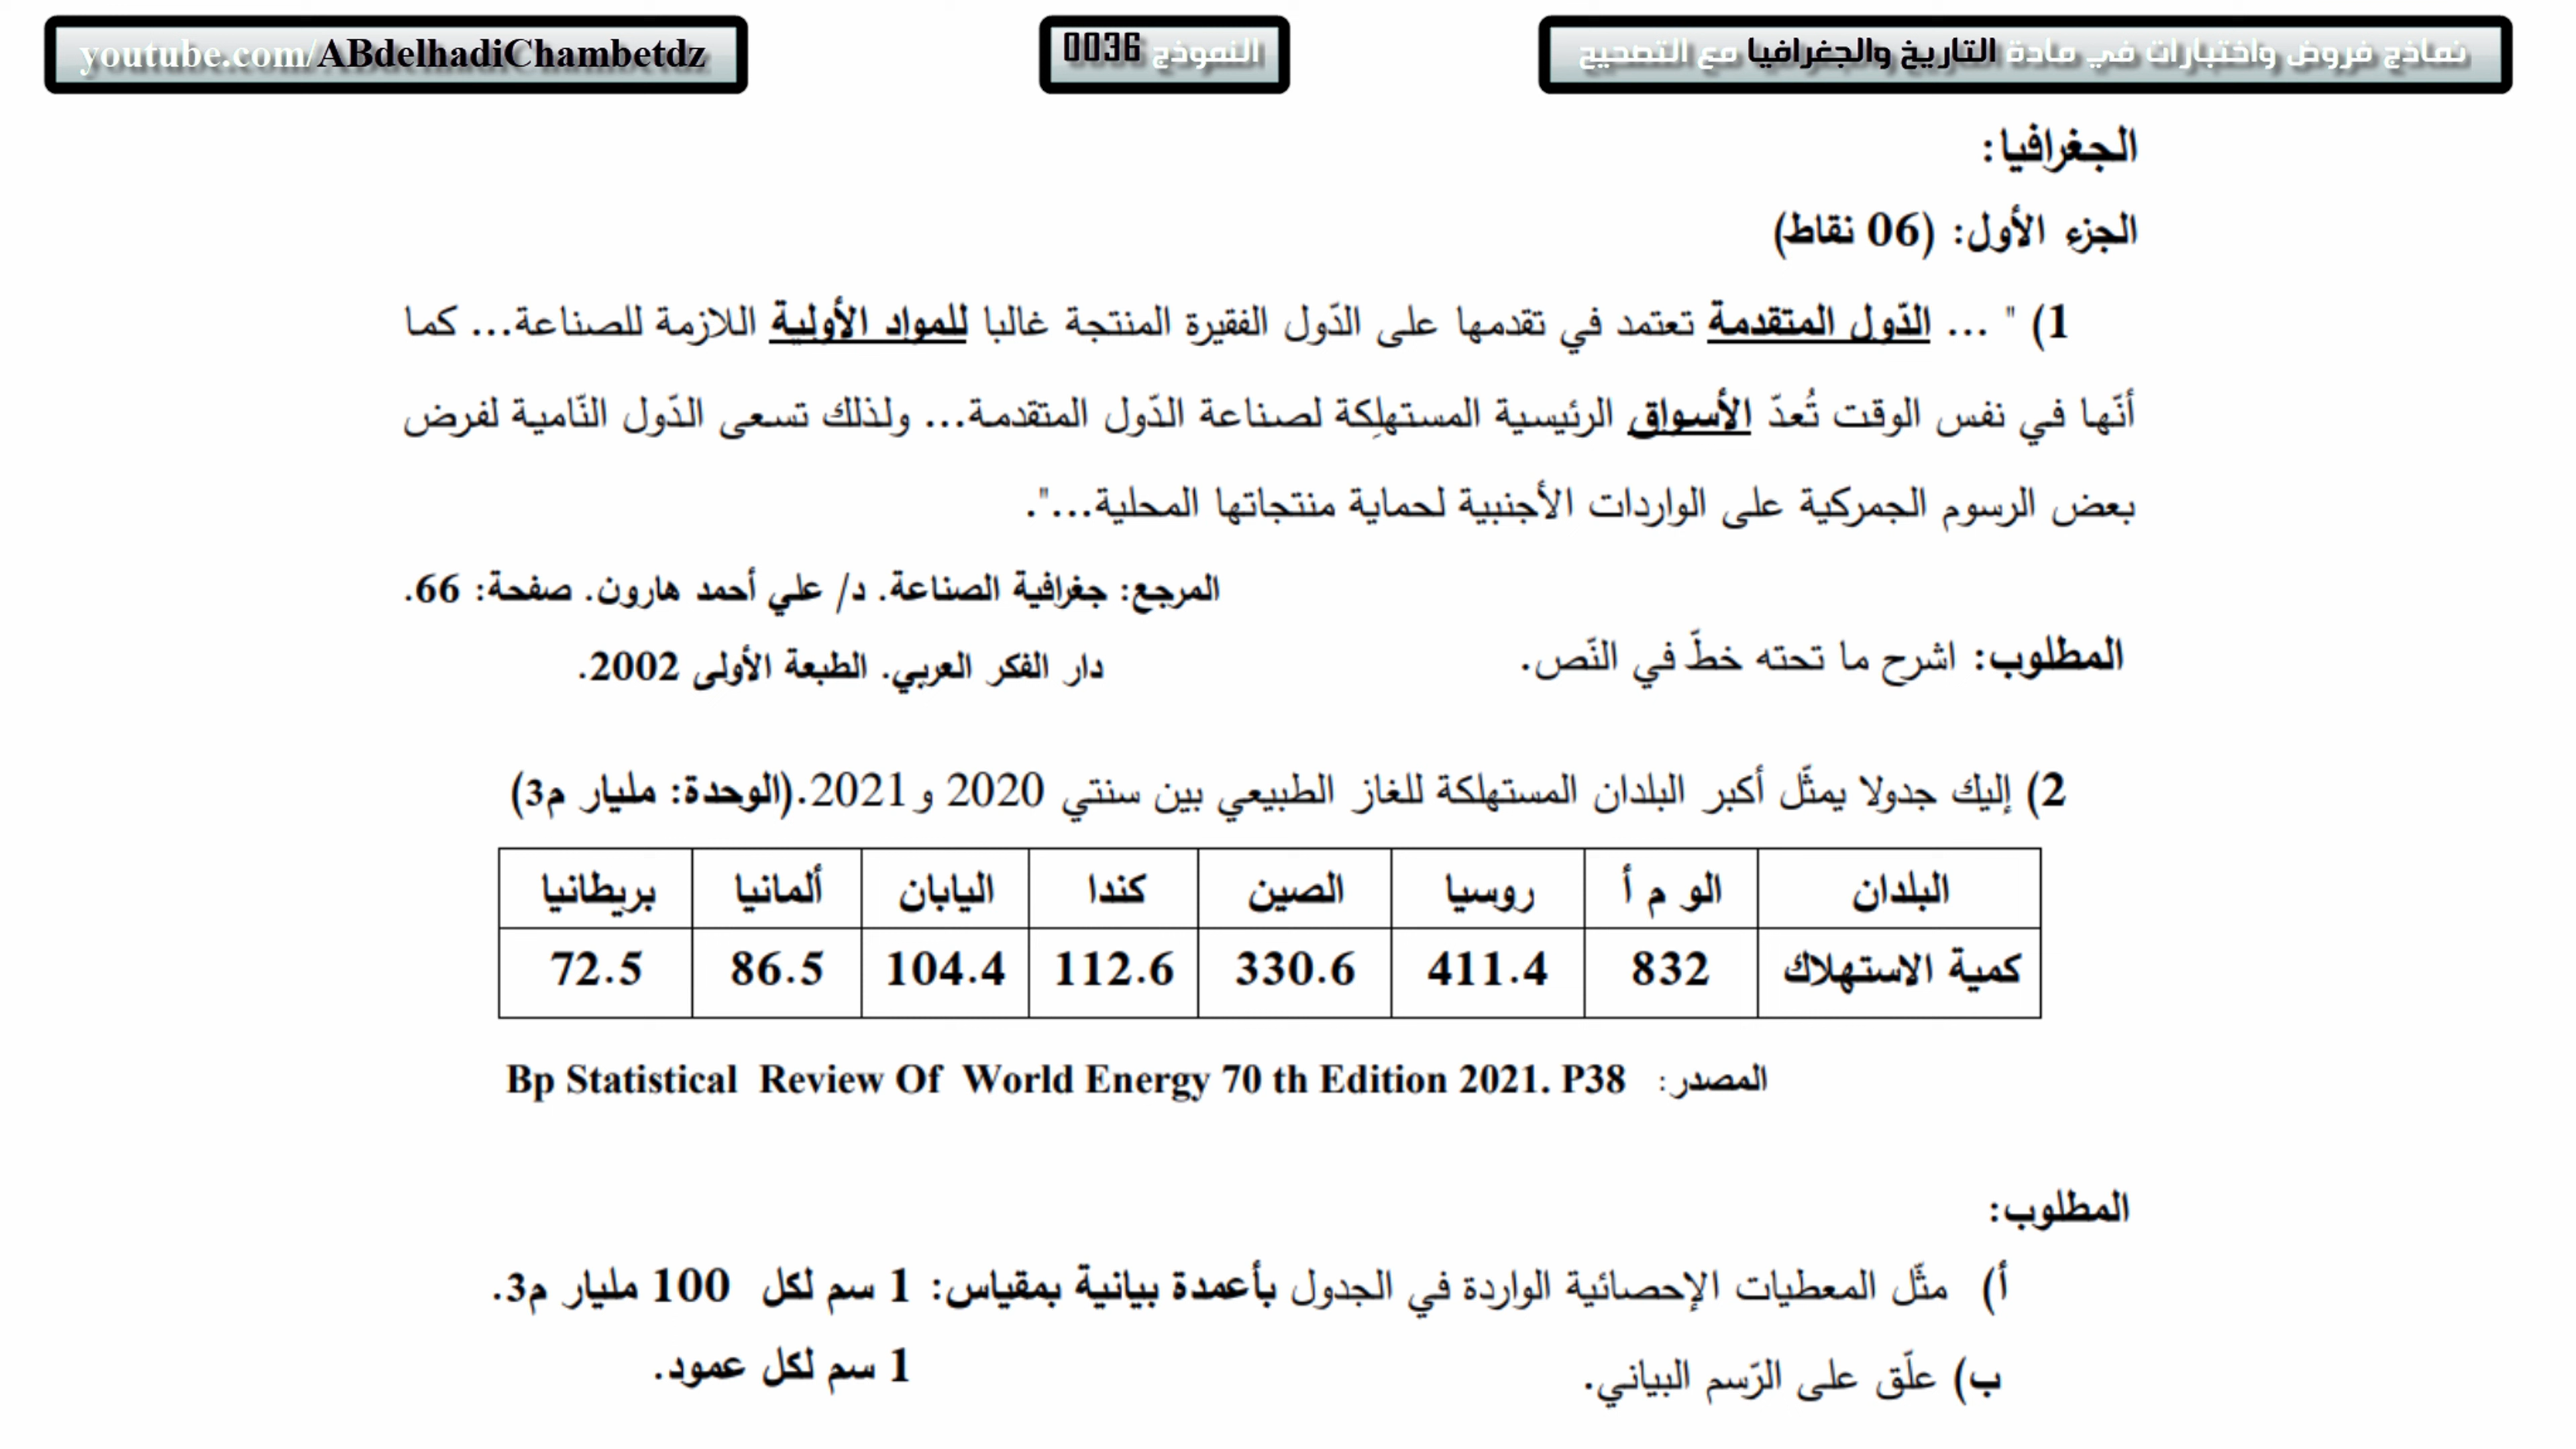 نماذج فروض واختبارات في مادة التاريخ والجغرافيا مع التصحيح
النموذج 0036
youtube.com/ABdelhadiChambetdz
الجغرافيا:
الجزء الأول: (06 نقاط)
1) " ... الدّول المتقدمة تعتمد في تقدمها على الدّول الفقيرة المنتجة غالبا للمواد الأولية اللازمة للصناعة... كما
أنّها في نفس الوقت تُعدّ الأسواق الرئيسية المستهلِكة لصناعة الدّول المتقدمة... ولذلك تسعى الدّول النّامية لفرض
بعض الرسوم الجمركية على الواردات الأجنبية لحماية منتجاتها المحلية...".
المرجع: جغرافية الصناعة. د/ علي أحمد هارون. صفحة: 66.
المطلوب: اشرح ما تحته خطّ في النّص.
دار الفكر العربي. الطبعة الأولى 2002.
2) إليك جدولا يمثّل أكبر البلدان المستهلكة للغاز الطبيعي بين سنتي 2020 و2021.(الوحدة: مليار م3)
البلدان الو م أ روسيا الصين كندا اليابان ألمانيا بريطانيا
كمية الاستهلاك 832 411.4 330.6 112.6 104.4 86.5 72.5
المصدر: Bp Statistical Review Of World Energy 70 th Edition 2021. P38
المطلوب:
أ) مثّل المعطيات الإحصائية الواردة في الجدول بأعمدة بيانية بمقياس: 1 سم لكل 100 مليار م3.
1 سم لكل عمود.
ب) علّق على الرّسم البياني.